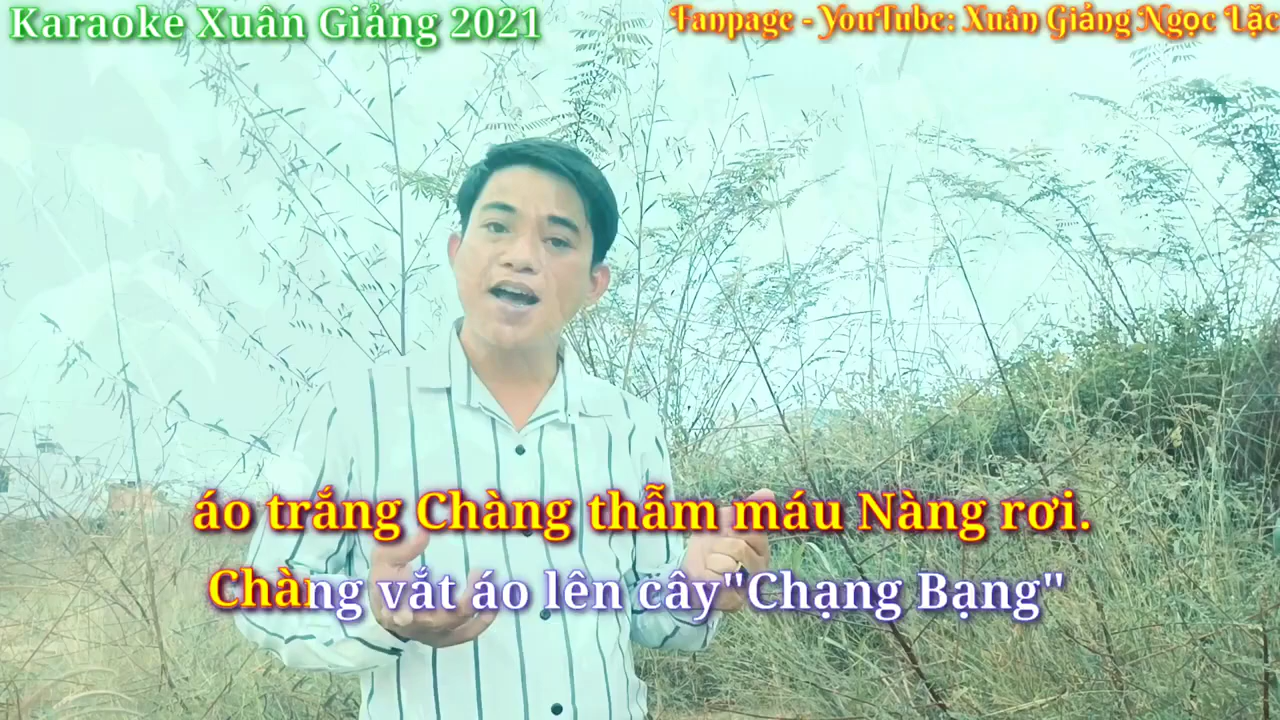 Karaoke Xuân Giảng 2021
Fanpage - YouTube: Xuân Giảng Ngọc Lặc
áo trắng Chàng thẫm máu Nàng rơi.
Chàng vắt áo lên cây"Chạng Bạng"